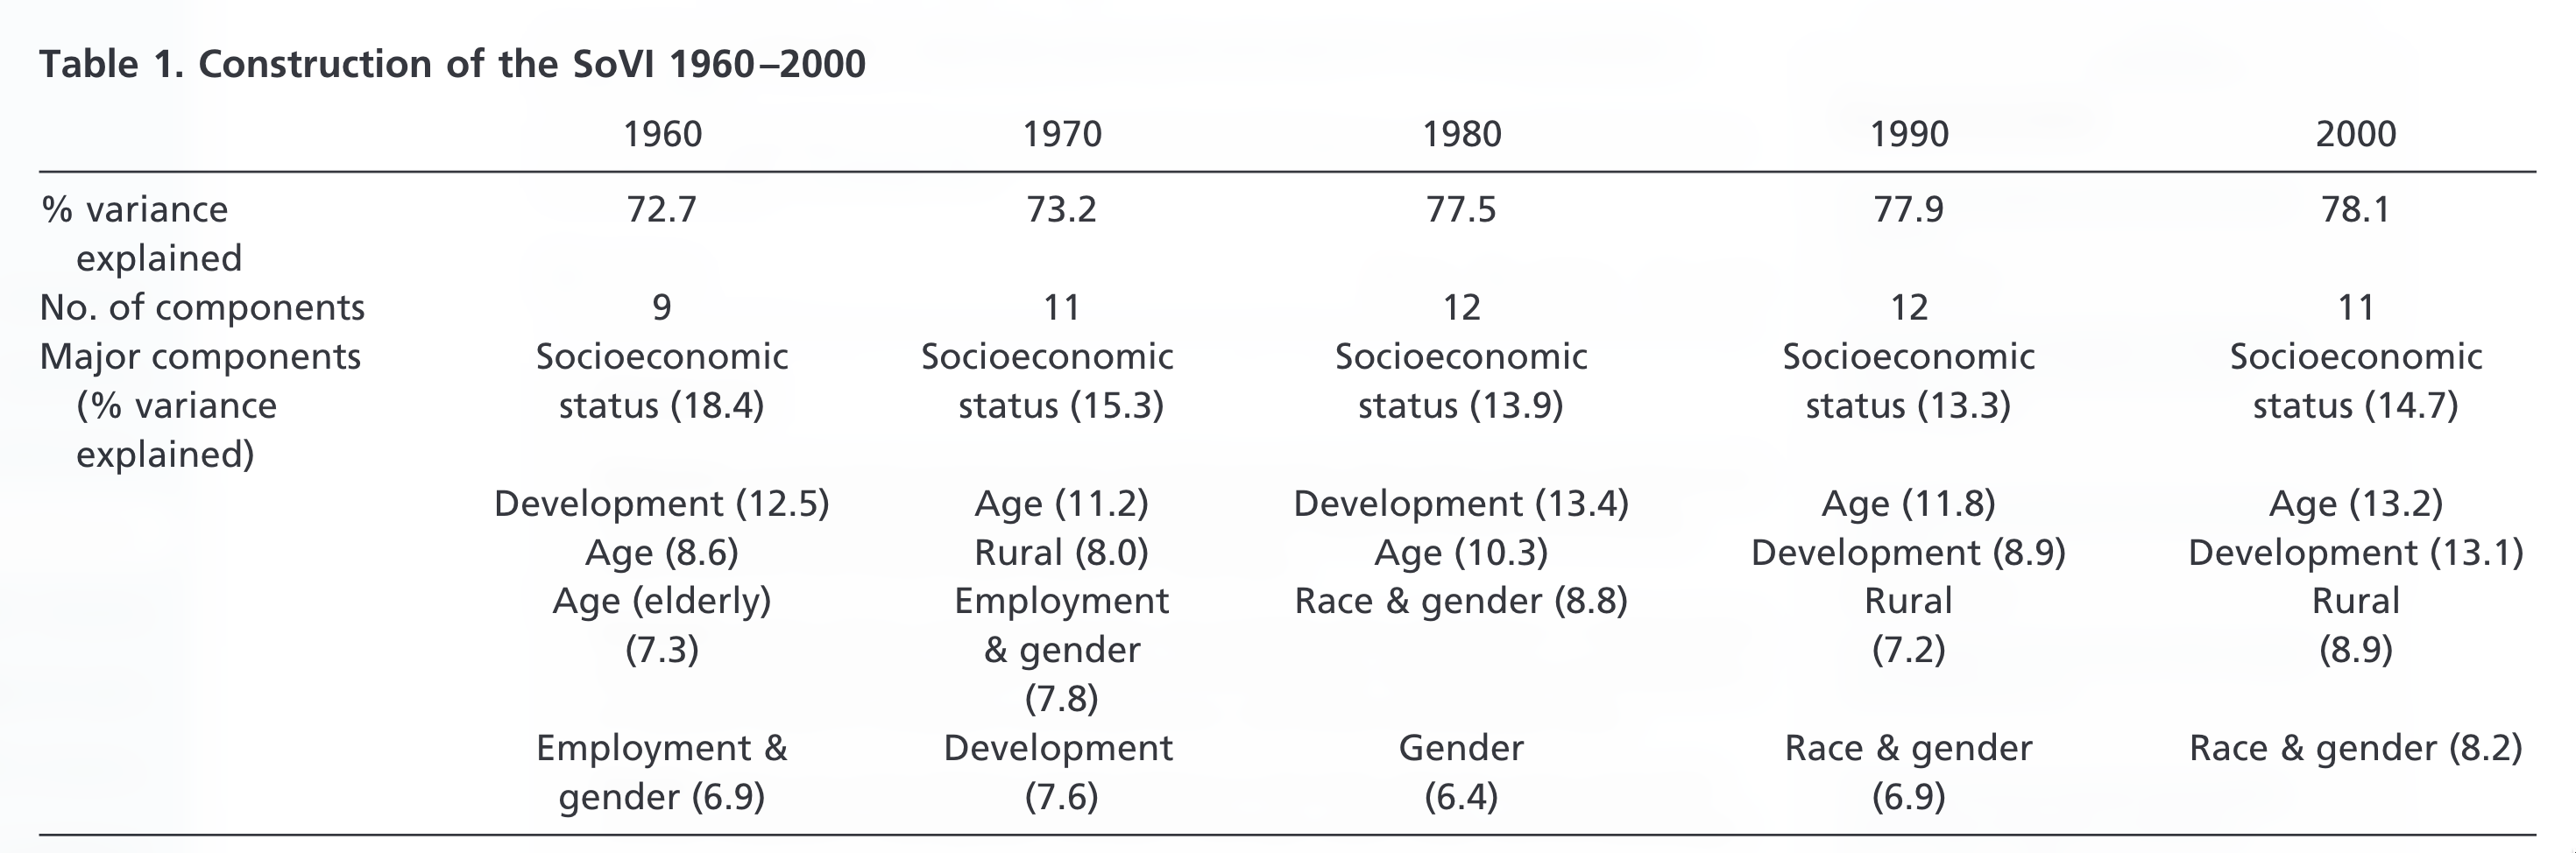 Table 1. Construction of the SoVI 1960–2000
1960 1970 1980 1990 2000
% variance 72.7 73.2 77.5 77.9 78.1
explained
No. of components 9 11 12 12 11
Major components Socioeconomic Socioeconomic Socioeconomic Socioeconomic Socioeconomic
(% variance status (18.4) status (15.3) status (13.9) status (13.3) status (14.7)
explained)
Development (12.5) Age (11.2) Development (13.4) Age (11.8) Age (13.2)
Age (8.6) Rural (8.0) Age (10.3) Development (8.9) Development (13.1)
Age (elderly) Employment Race & gender (8.8) Rural Rural
(7.3) & gender (7.2) (8.9)
(7.8)
Employment & Development Gender Race & gender Race & gender (8.2)
gender (6.9) (7.6) (6.4) (6.9)